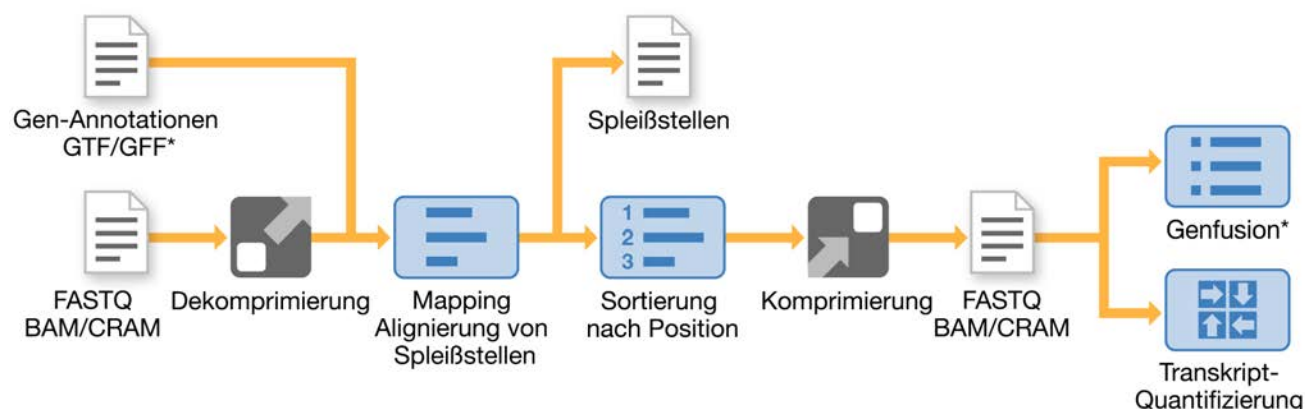 Gen-Annotationen
GTF/GFF*
Spleißstellen
FASTQ
BAM/CRAM
Dekomprimierung
Mapping
Alignierung von
Spleißstellen
1
2
3
Sortierung
nach Position
Komprimierung
FASTQ
BAM/CRAM
Genfusion*
Transkript-
Quantifizierung